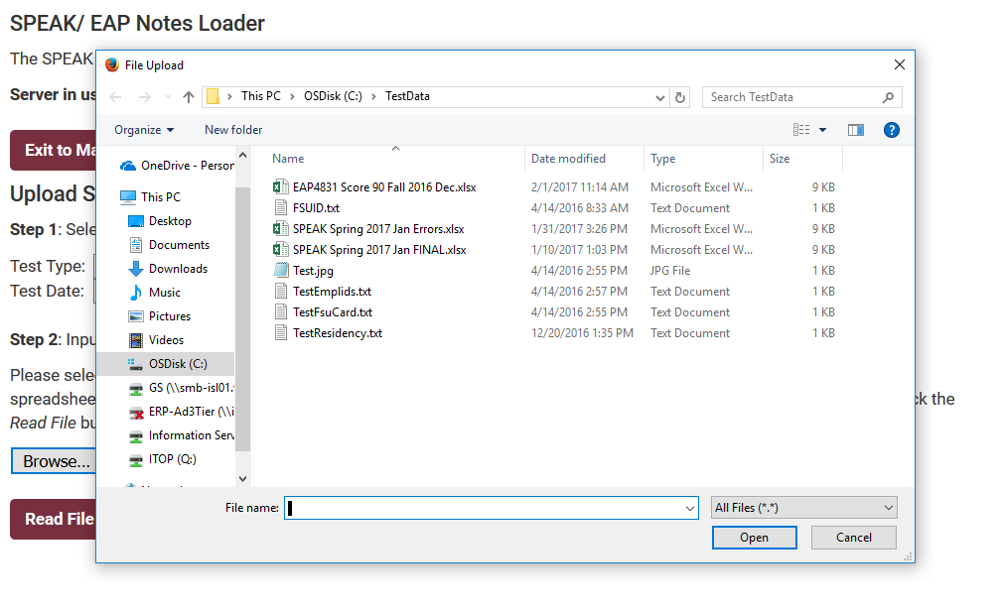 SPEAK/ EAP Notes Loader
The SPEAK
Server in us
Exit to Ma
Upload S
Step 1: Sele
Test Type:
Test Date:
Step 2: Inpu
Please sele
spreadshee
ck the
Read File bu
Browse...
Read File
File Upload
This PC > OSDisk (C:) > TestData
Search TestData
Organize
New folder
OneDrive - Person
This PC
Desktop
Documents
Downloads
Music
Pictures
Videos
OSDisk (C:)
GS (\\smb-isl01.
ERP-Ad3Tier (\\i
Information Serv
ITOP (Q:)
Name Date modified Type Size
EAP4831 Score 90 Fall 2016 Dec.xlsx 2/1/2017 11:14 AM Microsoft Excel W... 9 KB
FSUID.txt 4/14/2016 8:33 AM Text Document 1 KB
SPEAK Spring 2017 Jan Errors.xlsx 1/31/2017 3:26 PM Microsoft Excel W... 9 KB
SPEAK Spring 2017 Jan FINAL.xlsx 1/10/2017 1:03 PM Microsoft Excel W... 9 KB
Test.jpg 4/14/2016 2:55 PM JPG File 1 KB
TestEmplids.txt 4/14/2016 2:57 PM Text Document 1 KB
TestFsuCard.txt 4/14/2016 2:55 PM Text Document 1 KB
TestResidency.txt 12/20/2016 1:35 PM Text Document 1 KB
File name:
All Files (*.*)
Open
Cancel